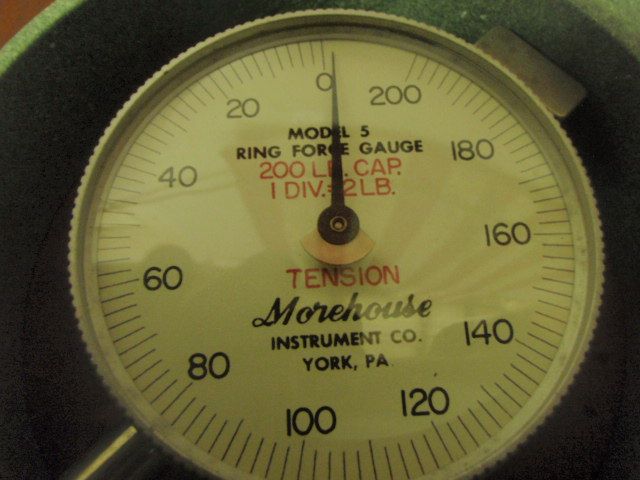 0
20
200
MODEL 5
RING FORCE GAUGE
200 LB. CAP.
1 DIV.=2 LB.
40
180
160
60
TENSION
Morehouse
INSTRUMENT CO.
YORK, PA.
80
140
100
120